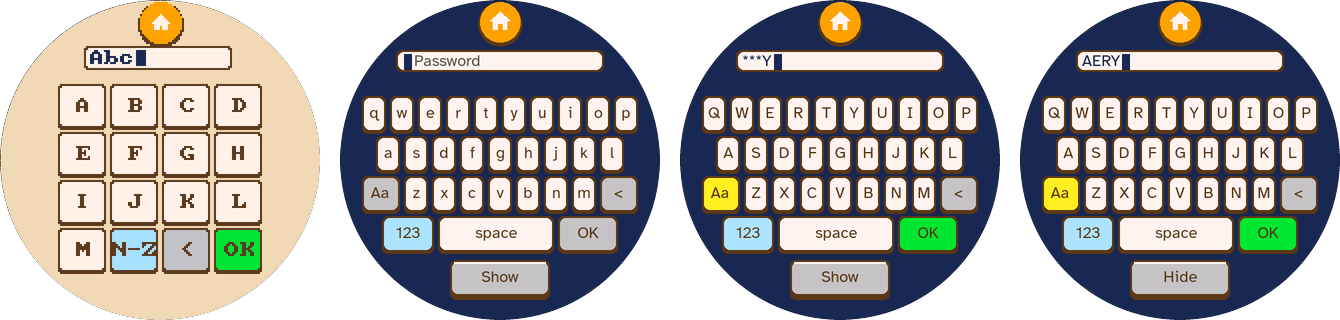 Abc
A B C D
E F G H
I J K L
M N-Z < OK
Password
q w e r t y u i o p
a s d f g h j k l
Aa z x c v b n m <
123 space OK
Show
***Y
Q W E R T Y U I O P
A S D F G H J K L
Aa Z X C V B N M <
123 space OK
Show
AERY
Q W E R T Y U I O P
A S D F G H J K L
Aa Z X C V B N M <
123 space OK
Hide